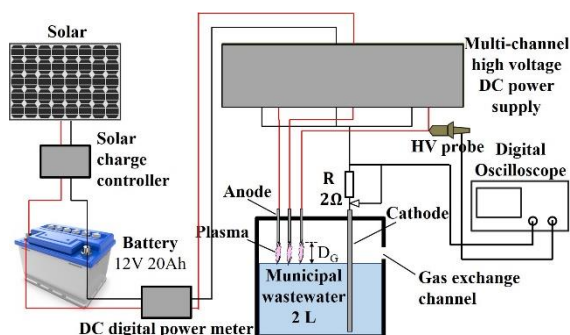 Solar
Multi-channel
high voltage
DC power
supply
Solar
charge
controller
HV probe
Digital
Oscilloscope
R
2Ω
Anode
Cathode
Plasma
D_G
Battery
12V 20Ah
Municipal
wastewater
2 L
Gas exchange
channel
DC digital power meter